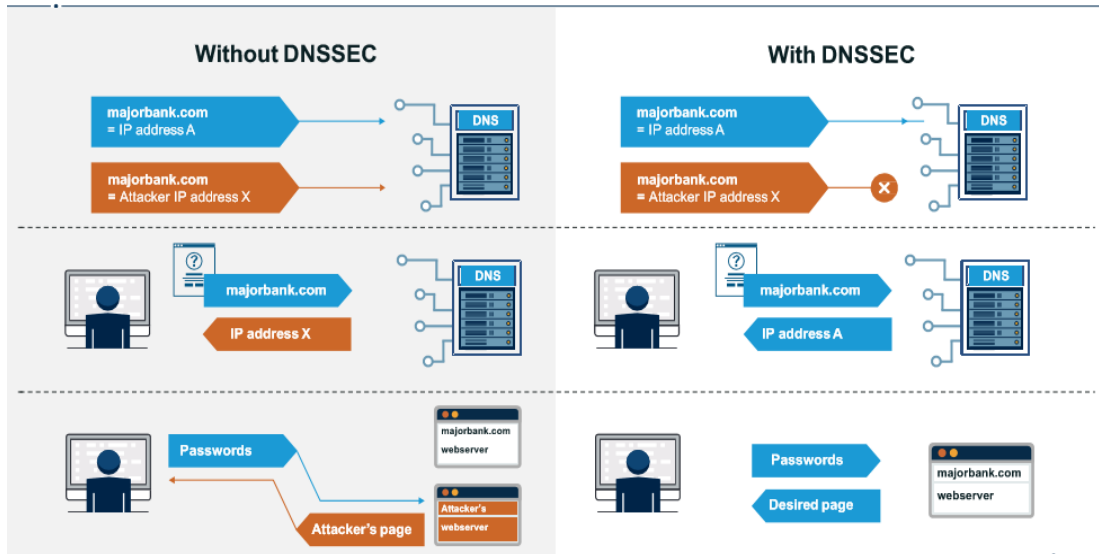 Without DNSSEC
majorbank.com
= IP address A
DNS
majorbank.com
= Attacker IP address X
?
majorbank.com
IP address X
DNS
Passwords
Attacker's page
majorbank.com
webserver
Attacker's
webserver
With DNSSEC
majorbank.com
= IP address A
DNS
majorbank.com
= Attacker IP address X
X
?
majorbank.com
IP address A
DNS
Passwords
Desired page
majorbank.com
webserver